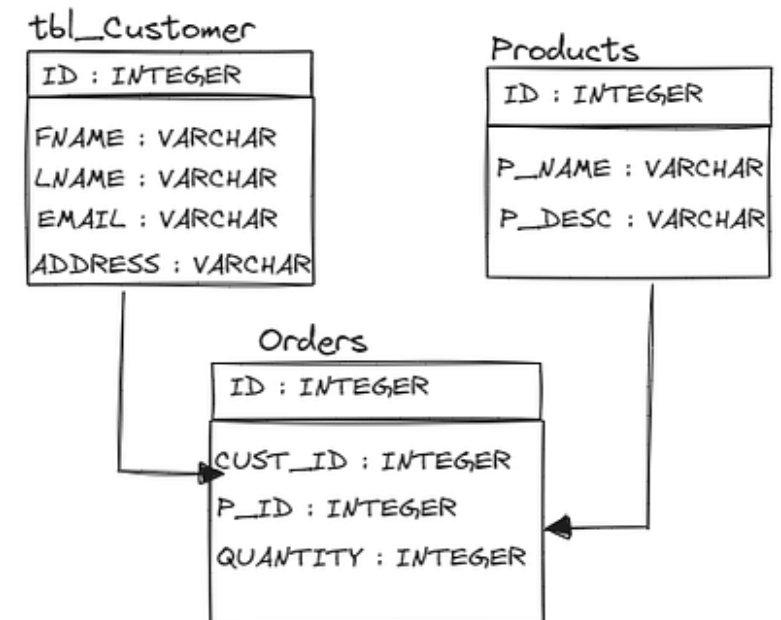 tbl_Customer
ID : INTEGER
FNAME : VARCHAR
LNAME : VARCHAR
EMAIL : VARCHAR
ADDRESS : VARCHAR
Products
ID : INTEGER
P_NAME : VARCHAR
P_DESC : VARCHAR
Orders
ID : INTEGER
CUST_ID : INTEGER
P_ID : INTEGER
QUANTITY : INTEGER